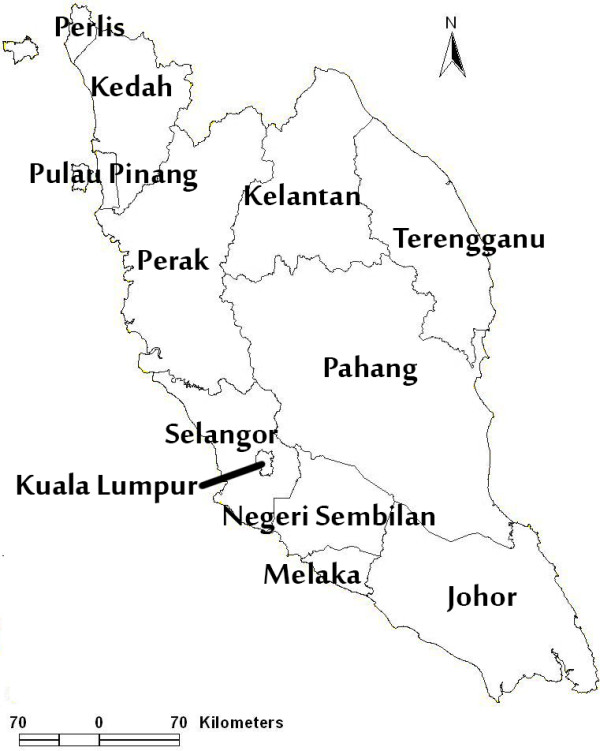 N
Perlis
Kedah
Pulau Pinang
Kelantan
Terengganu
Perak
Pahang
Selangor
Kuala Lumpur
Negeri Sembilan
Melaka
Johor
70 0 70 Kilometers